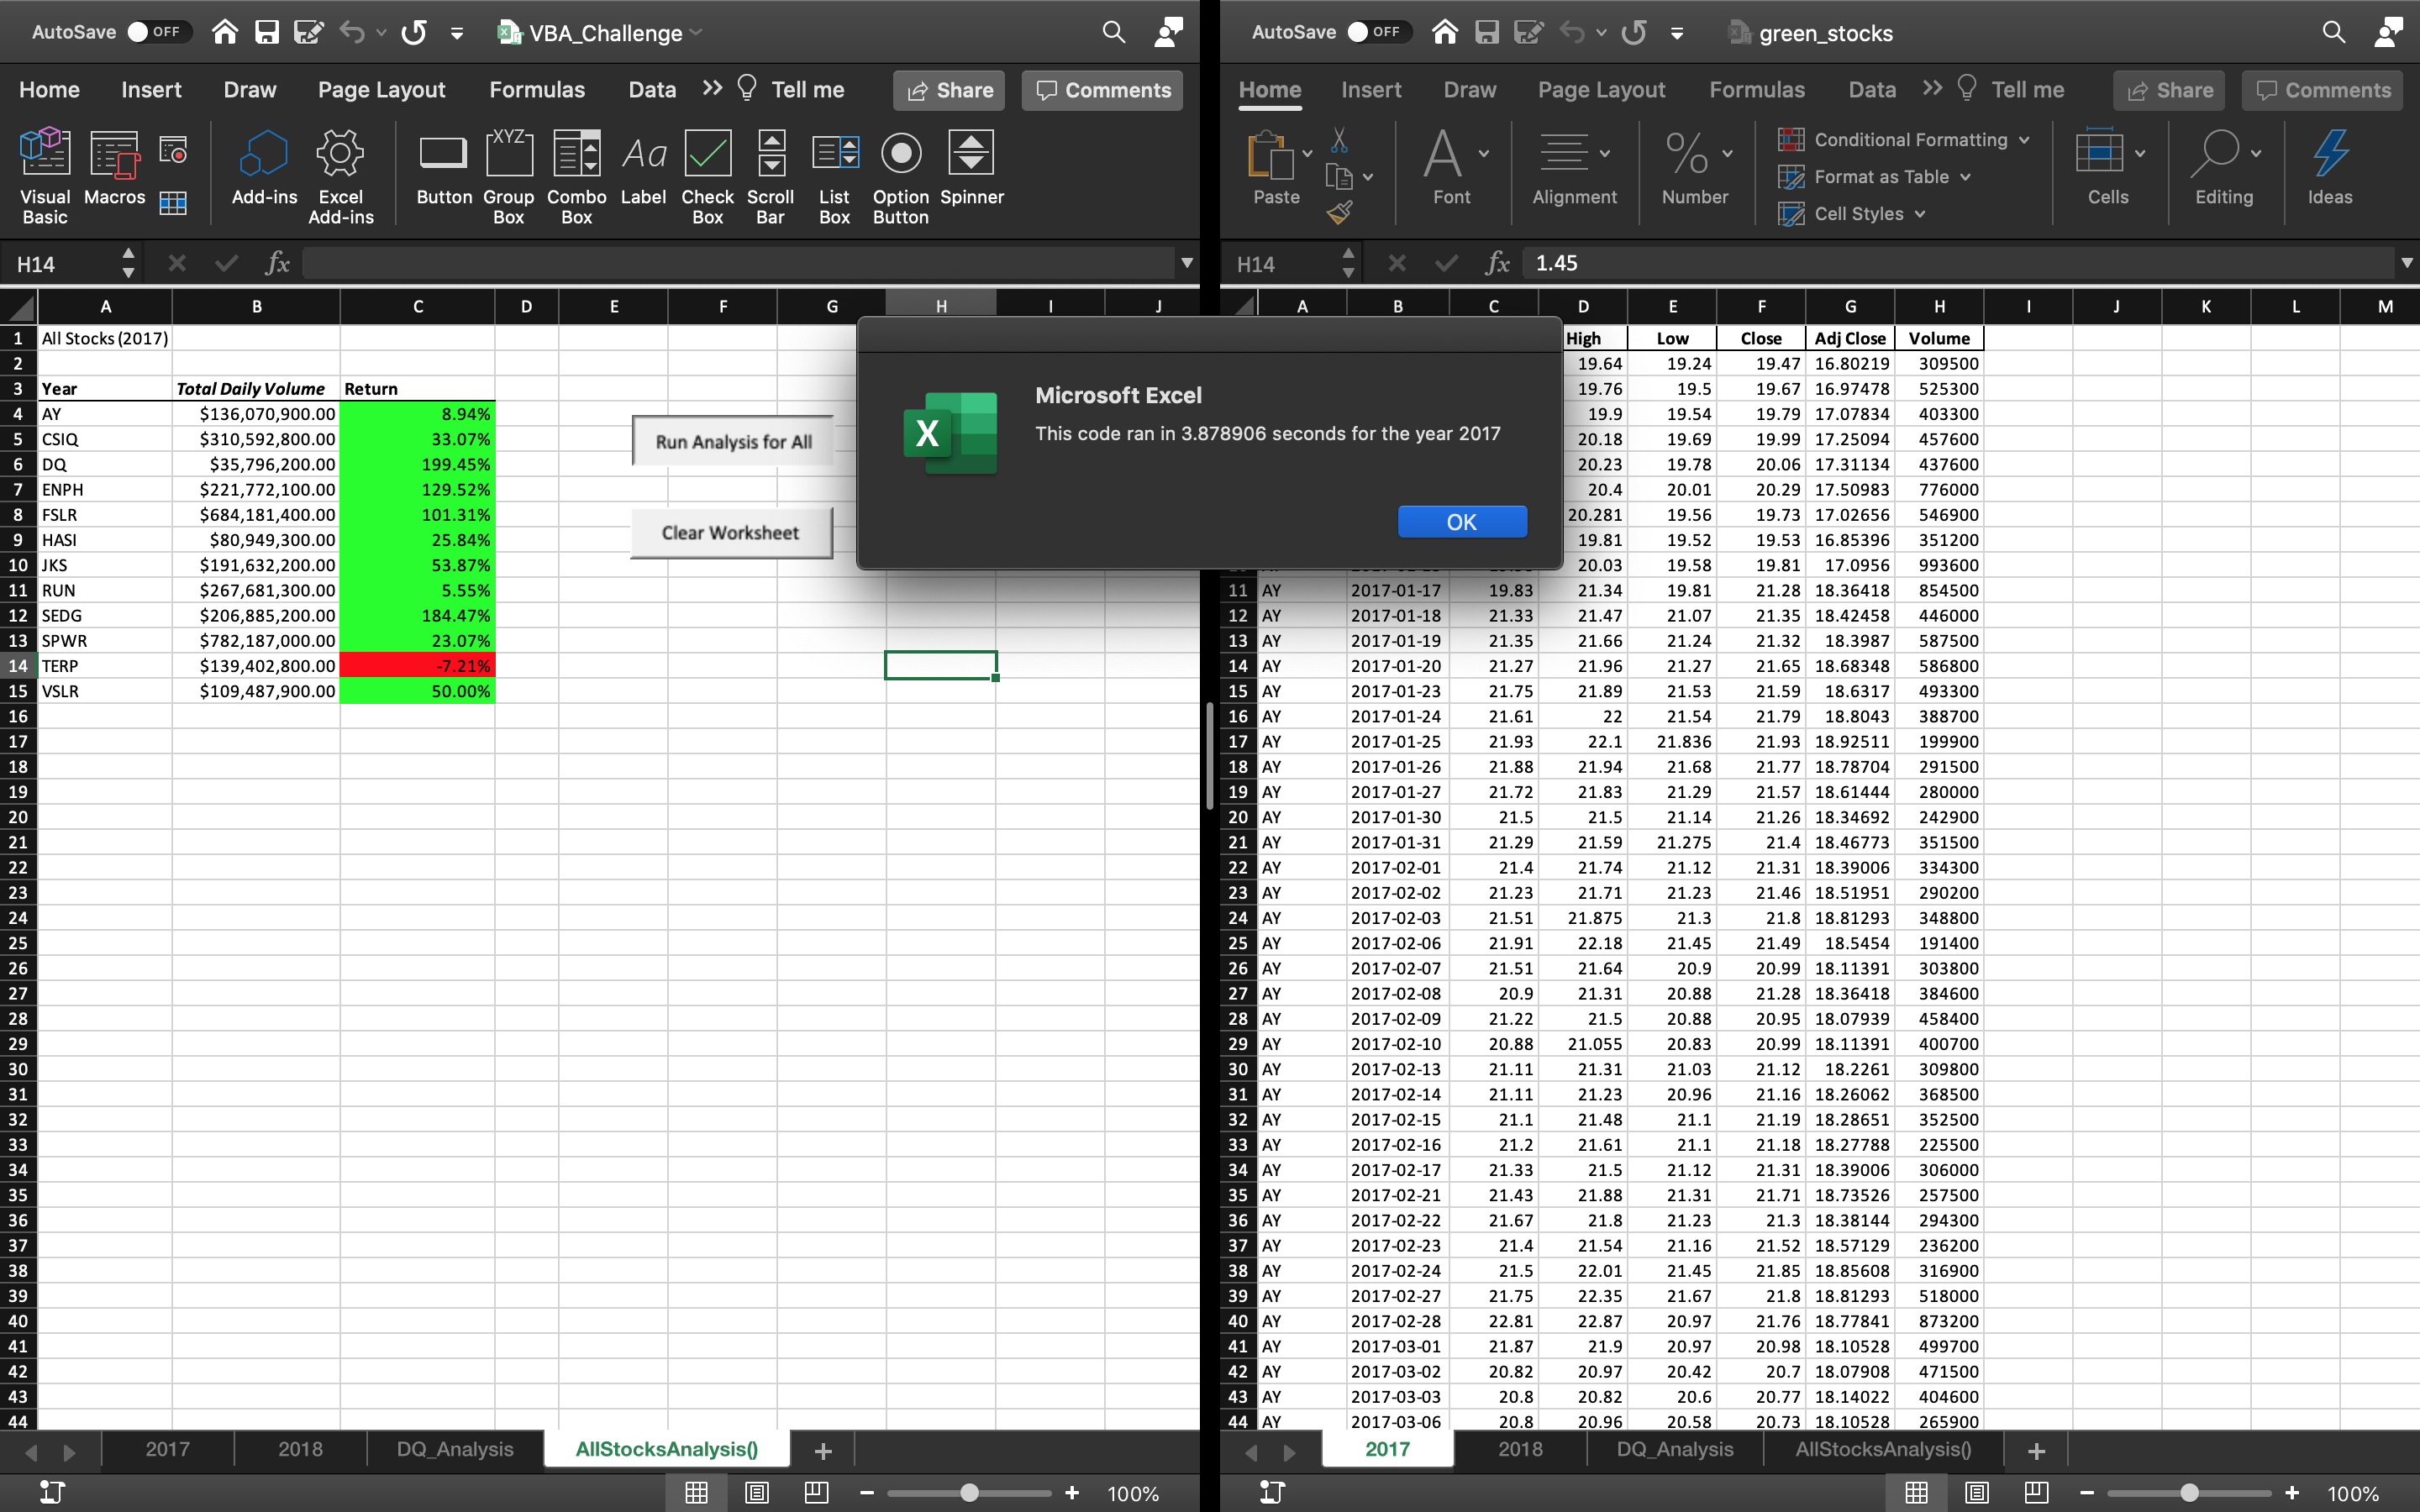 AutoSave OFF VBA_Challenge
Home Insert Draw Page Layout Formulas Data Tell me Share Comments
Visual Basic Macros Add-ins Excel Add-ins Button Group Box Combo Box Label Check Box Scroll Bar List Box Option Button Spinner
XYZ Aa
H14 fx
A B C D E F G H I J
1 All Stocks (2017)
2
3 Year Total Daily Volume Return
4 AY $136,070,900.00 8.94%
5 CSIQ $310,592,800.00 33.07%
6 DQ $35,796,200.00 199.45%
7 ENPH $221,772,100.00 129.52%
8 FSLR $684,181,400.00 101.31%
9 HASI $80,949,300.00 25.84%
10 JKS $191,632,200.00 53.87%
11 RUN $267,681,300.00 5.55%
12 SEDG $206,885,200.00 184.47%
13 SPWR $782,187,000.00 23.07%
14 TERP $139,402,800.00 -7.21%
15 VSLR $109,487,900.00 50.00%
16
17
18
19
20
21
22
23
24
25
26
27
28
29
30
31
32
33
34
35
36
37
38
39
40
41
42
43
44
Run Analysis for All
Clear Worksheet
2017 2018 DQ_Analysis AllStocksAnalysis() +
100%
Microsoft Excel
This code ran in 3.878906 seconds for the year 2017
OK
AutoSave OFF green_stocks
Home Insert Draw Page Layout Formulas Data Tell me Share Comments
Paste Font Alignment Number Conditional Formatting Format as Table Cell Styles Cells Editing Ideas
H14 fx 1.45
A B C D E F G H I J K L M
High Low Close Adj Close Volume
19.64 19.24 19.47 16.80219 309500
19.76 19.5 19.67 16.97478 525300
19.9 19.54 19.79 17.07834 403300
20.18 19.69 19.99 17.25094 457600
20.23 19.78 20.06 17.31134 437600
20.4 20.01 20.29 17.50983 776000
20.281 19.56 19.73 17.02656 546900
19.81 19.52 19.53 16.85396 351200
20.03 19.58 19.81 17.0956 993600
11 AY 2017-01-17 19.83 21.34 19.81 21.28 18.36418 854500
12 AY 2017-01-18 21.33 21.47 21.07 21.35 18.42458 446000
13 AY 2017-01-19 21.35 21.66 21.24 21.32 18.3987 587500
14 AY 2017-01-20 21.27 21.96 21.27 21.65 18.68348 586800
15 AY 2017-01-23 21.75 21.89 21.53 21.59 18.6317 493300
16 AY 2017-01-24 21.61 22 21.54 21.79 18.8043 388700
17 AY 2017-01-25 21.93 22.1 21.836 21.93 18.92511 199900
18 AY 2017-01-26 21.88 21.94 21.68 21.77 18.78704 291500
19 AY 2017-01-27 21.72 21.83 21.29 21.57 18.61444 280000
20 AY 2017-01-30 21.5 21.5 21.14 21.26 18.34692 242900
21 AY 2017-01-31 21.29 21.59 21.275 21.4 18.46773 351500
22 AY 2017-02-01 21.4 21.74 21.12 21.31 18.39006 334300
23 AY 2017-02-02 21.23 21.71 21.23 21.46 18.51951 290200
24 AY 2017-02-03 21.51 21.875 21.3 21.8 18.81293 348800
25 AY 2017-02-06 21.91 22.18 21.45 21.49 18.5454 191400
26 AY 2017-02-07 21.51 21.64 20.9 20.99 18.11391 303800
27 AY 2017-02-08 20.9 21.31 20.88 21.28 18.36418 384600
28 AY 2017-02-09 21.22 21.5 20.88 20.95 18.07939 458400
29 AY 2017-02-10 20.88 21.055 20.83 20.99 18.11391 400700
30 AY 2017-02-13 21.11 21.31 21.03 21.12 18.2261 309800
31 AY 2017-02-14 21.11 21.23 20.96 21.16 18.26062 368500
32 AY 2017-02-15 21.1 21.48 21.1 21.19 18.28651 352500
33 AY 2017-02-16 21.2 21.61 21.1 21.18 18.27788 225500
34 AY 2017-02-17 21.33 21.5 21.12 21.31 18.39006 306000
35 AY 2017-02-21 21.43 21.88 21.31 21.71 18.73526 257500
36 AY 2017-02-22 21.67 21.8 21.23 21.3 18.38144 294300
37 AY 2017-02-23 21.4 21.54 21.16 21.52 18.57129 236200
38 AY 2017-02-24 21.5 22.01 21.45 21.85 18.85608 316900
39 AY 2017-02-27 21.75 22.35 21.67 21.8 18.81293 518000
40 AY 2017-02-28 22.81 22.87 20.97 21.76 18.77841 873200
41 AY 2017-03-01 21.87 21.9 20.97 20.98 18.10528 499700
42 AY 2017-03-02 20.82 20.97 20.42 20.7 18.07908 471500
43 AY 2017-03-03 20.8 20.82 20.6 20.77 18.14022 404600
44 AY 2017-03-06 20.8 20.96 20.58 20.73 18.10528 265900
2017 2018 DQ_Analysis AllStocksAnalysis() +
100%